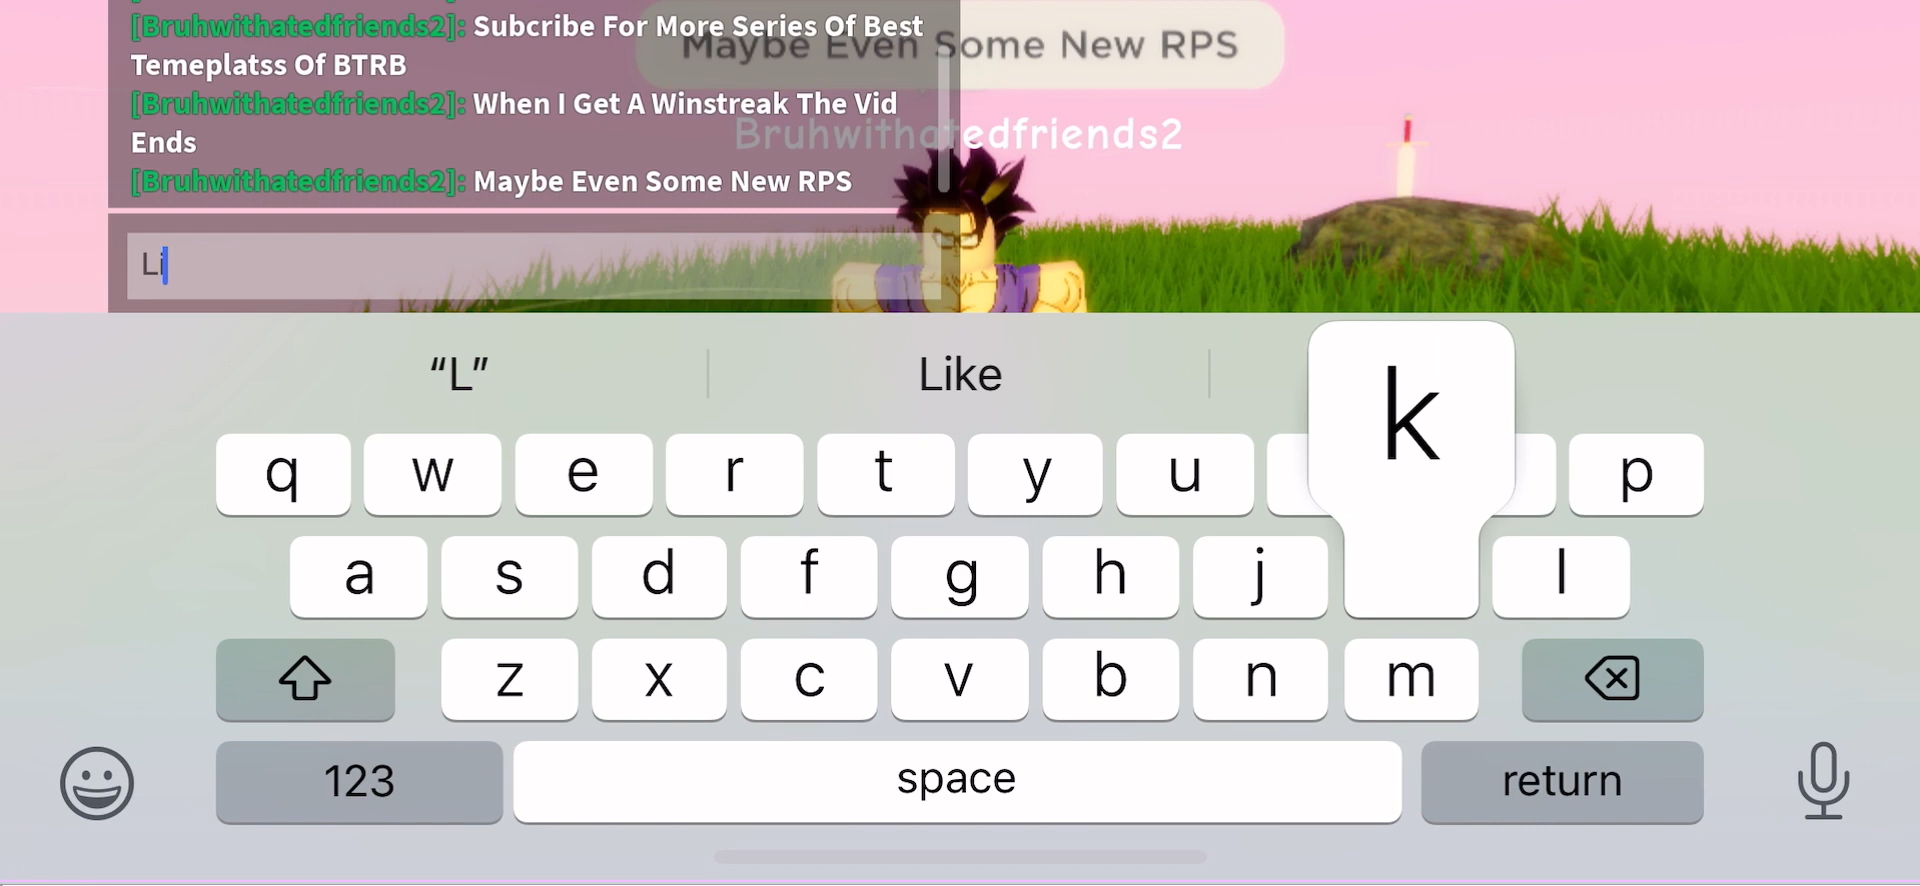 [Bruhwithatedfriends2]: Subcribe For More Series Of Best
Temeplatss Of BTRB
[Bruhwithatedfriends2]: When I Get A Winstreak The Vid
Ends
[Bruhwithatedfriends2]: Maybe Even Some New RPS
Maybe Even Some New RPS
Bruhwithatedfriends2
Li
“L”
Like
k
q w e r t y u p
a s d f g h j l
z x c v b n m
123 space return